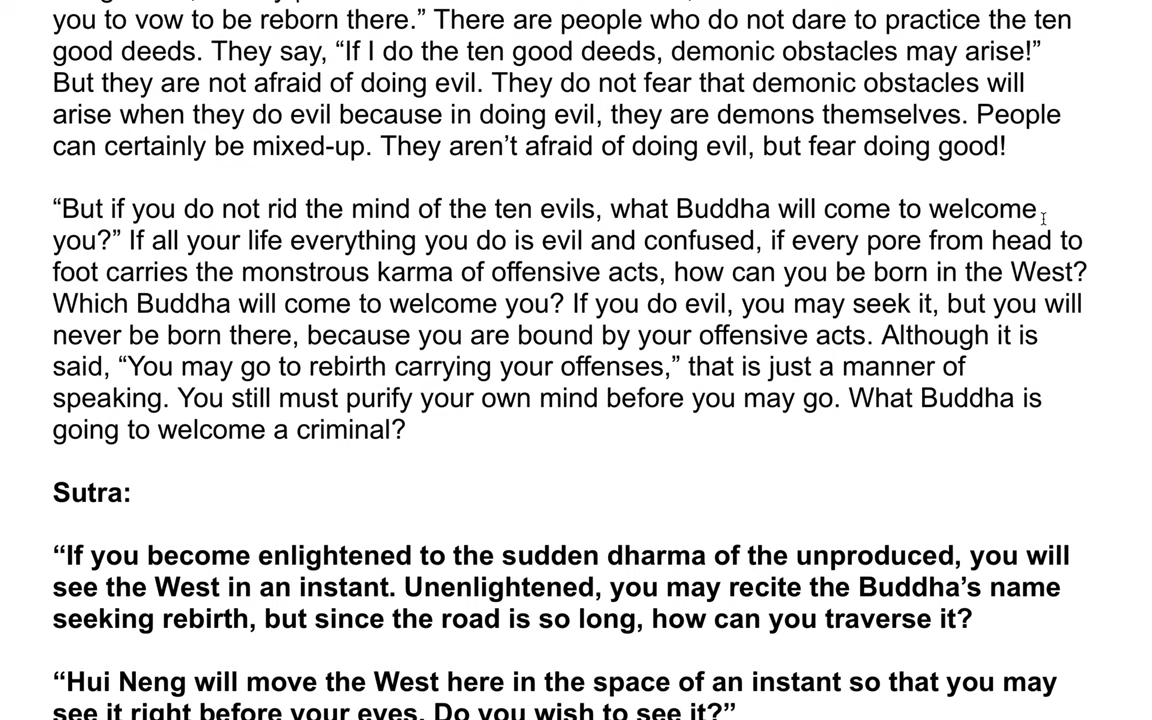 you to vow to be reborn there.” There are people who do not dare to practice the ten
good deeds. They say, “If I do the ten good deeds, demonic obstacles may arise!”
But they are not afraid of doing evil. They do not fear that demonic obstacles will
arise when they do evil because in doing evil, they are demons themselves. People
can certainly be mixed-up. They aren’t afraid of doing evil, but fear doing good!
“But if you do not rid the mind of the ten evils, what Buddha will come to welcome
you?” If all your life everything you do is evil and confused, if every pore from head to
foot carries the monstrous karma of offensive acts, how can you be born in the West?
Which Buddha will come to welcome you? If you do evil, you may seek it, but you will
never be born there, because you are bound by your offensive acts. Although it is
said, “You may go to rebirth carrying your offenses,” that is just a manner of
speaking. You still must purify your own mind before you may go. What Buddha is
going to welcome a criminal?
Sutra:
“If you become enlightened to the sudden dharma of the unproduced, you will
see the West in an instant. Unenlightened, you may recite the Buddha’s name
seeking rebirth, but since the road is so long, how can you traverse it?
“Hui Neng will move the West here in the space of an instant so that you may
see it right before your eyes. Do you wish to see it?”